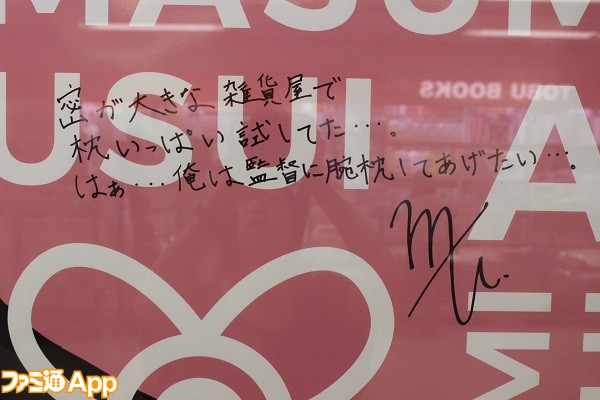 MASUM
USUI
TOBU BOOKS
密が大きな雑貨屋で
枕いっぱい試してた…。
はぁ…俺は監督に腕枕してあげたい…。
A
ファミ通App